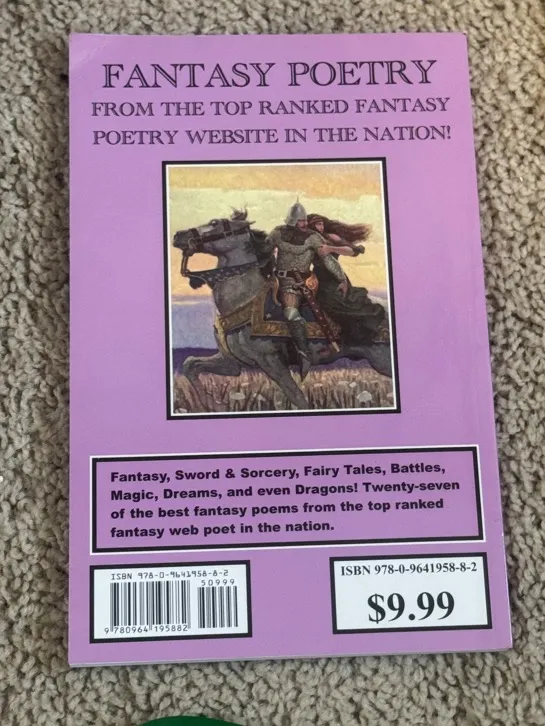 FANTASY POETRY
FROM THE TOP RANKED FANTASY
POETRY WEBSITE IN THE NATION!
Fantasy, Sword & Sorcery, Fairy Tales, Battles,
Magic, Dreams, and even Dragons! Twenty-seven
of the best fantasy poems from the top ranked
fantasy web poet in the nation.
ISBN 978-0-9641958-8-2
50999
9 780964 195882
ISBN 978-0-9641958-8-2
$9.99